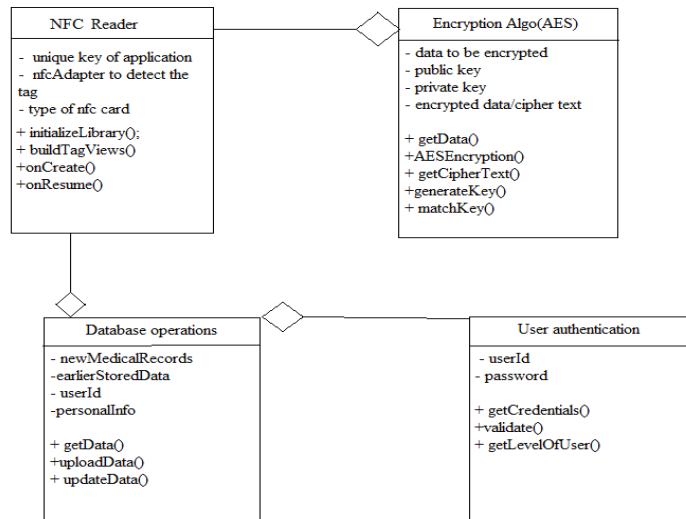 NFC Reader
- unique key of application
- nfcAdapter to detect the
tag
- type of nfc card
+ initializeLibrary();
+ buildTagViews()
+onCreate()
+onResume()
Encryption Algo(AES)
- data to be encrypted
- public key
- private key
- encrypted data/cipher text
+ getData()
+AESEncryption()
+ getCipherText()
+generateKey()
+ matchKey()
Database operations
- newMedicalRecords
-earlierStoredData
- userId
-personalInfo
+ getData()
+uploadData()
+ updateData()
User authentication
- userId
- password
+ getCredentials()
+validate()
+ getLevelOfUser()